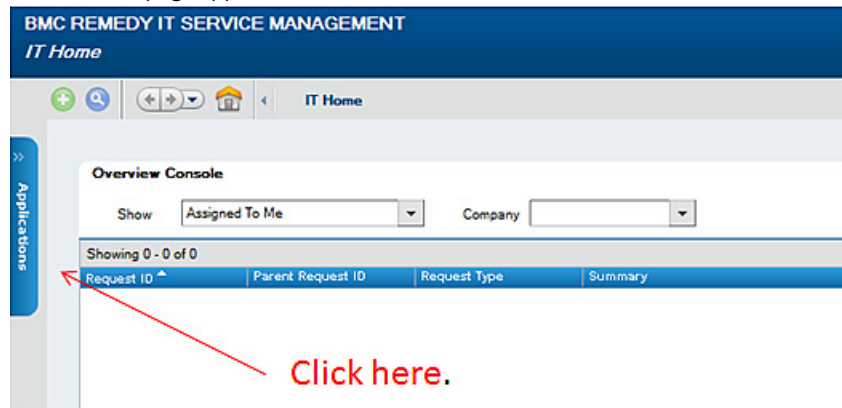 BMC REMEDY IT SERVICE MANAGEMENT
IT Home
IT Home
Applications
Overview Console
Show Assigned To Me Company
Showing 0 - 0 of 0
Request ID Parent Request ID Request Type Summary
Click here.